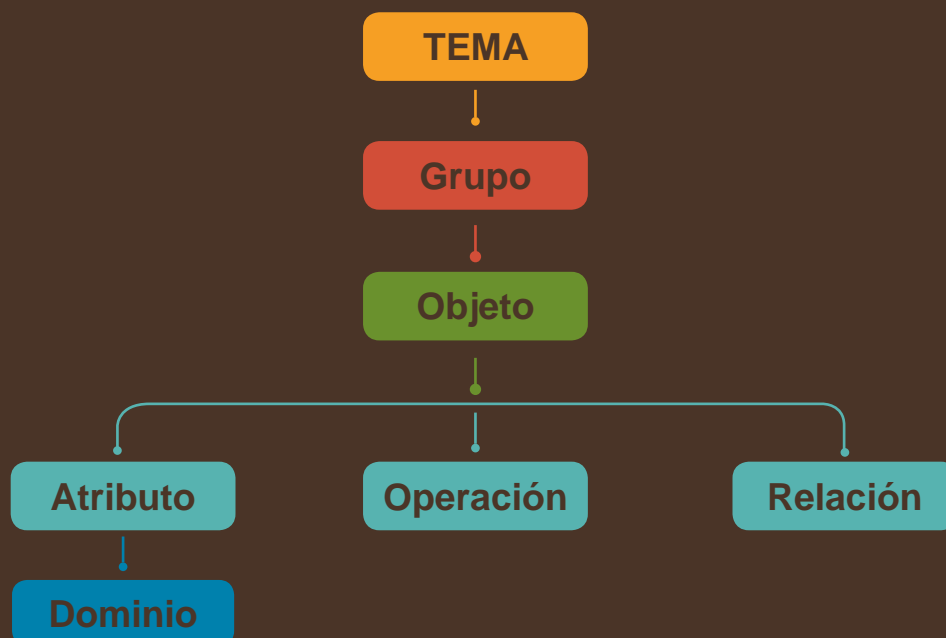 TEMA
Grupo
Objeto
Atributo
Operación
Relación
Dominio